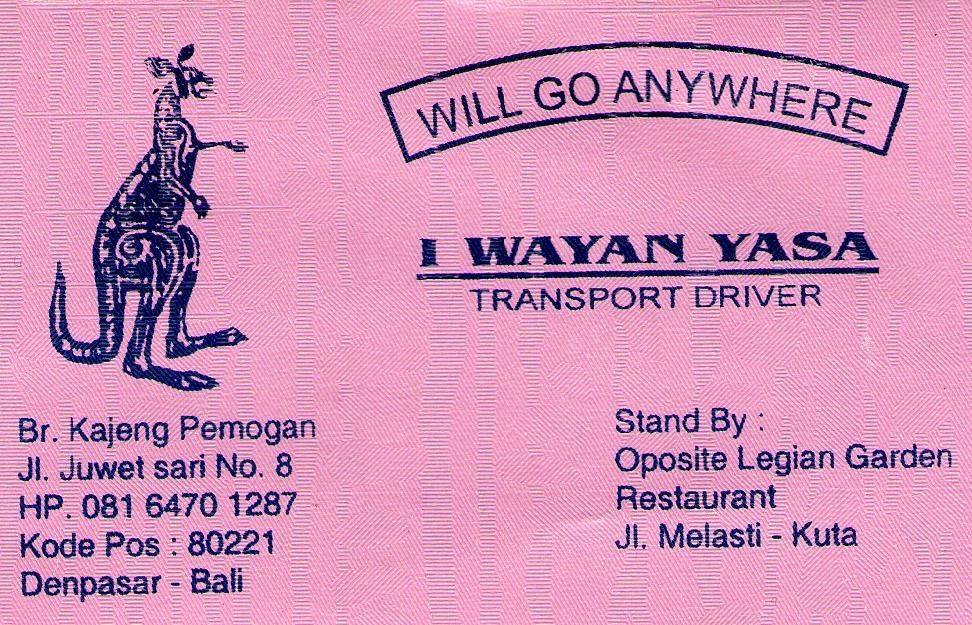 WILL GO ANYWHERE
I WAYAN YASA
TRANSPORT DRIVER
Br. Kajeng Pemogan
Jl. Juwet sari No. 8
HP. 081 6470 1287
Kode Pos : 80221
Denpasar - Bali
Stand By :
Oposite Legian Garden
Restaurant
Jl. Melasti - Kuta